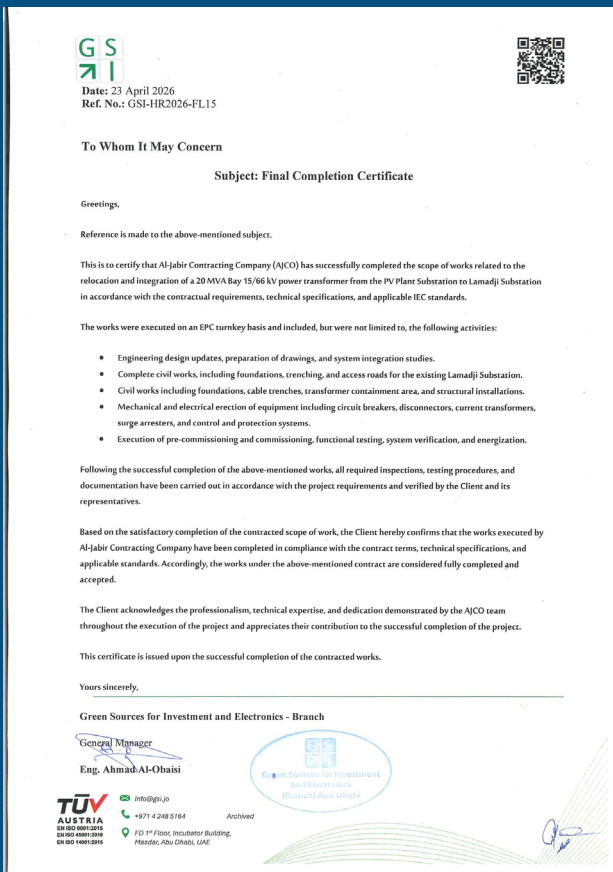 G S
I
Date: 23 April 2026
Ref. No.: GSI-HR2026-FL15
To Whom It May Concern
Subject: Final Completion Certificate
Greetings,
Reference is made to the above-mentioned subject.
This is to certify that Al-Jabir Contracting Company (AJCO) has successfully completed the scope of works related to the
relocation and integration of a 20 MVA Bay 15/66 kV power transformer from the PV Plant Substation to Lamadji Substation
in accordance with the contractual requirements, technical specifications, and applicable IEC standards.
The works were executed on an EPC turnkey basis and included, but were not limited to, the following activities:
• Engineering design updates, preparation of drawings, and system integration studies.
• Complete civil works, including foundations, trenching, and access roads for the existing Lamadji Substation.
• Civil works including foundations, cable trenches, transformer containment area, and structural installations.
• Mechanical and electrical erection of equipment including circuit breakers, disconnectors, current transformers,
surge arresters, and control and protection systems.
• Execution of pre-commissioning and commissioning, functional testing, system verification, and energization.
Following the successful completion of the above-mentioned works, all required inspections, testing procedures, and
documentation have been carried out in accordance with the project requirements and verified by the Client and its
representatives.
Based on the satisfactory completion of the contracted scope of work, the Client hereby confirms that the works executed by
Al-Jabir Contracting Company have been completed in compliance with the contract terms, technical specifications, and
applicable standards. Accordingly, the works under the above-mentioned contract are considered fully completed and
accepted.
The Client acknowledges the professionalism, technical expertise, and dedication demonstrated by the AJCO team
throughout the execution of the project and appreciates their contribution to the successful completion of the project.
This certificate is issued upon the successful completion of the contracted works.
Yours sincerely,
Green Sources for Investment and Electronics - Branch
General Manager
Eng. Ahmad Al-Obaisi
GS
Green Sources for Investment
and Electronics
(Branch) Abu Dhabi
TÜV
AUSTRIA
EN ISO 9001:2015
EN ISO 45001:2018
EN ISO 14001:2015
info@gsi.jo
+971 4 248 5164 Archived
FO 1st Floor, Incubator Building,
Masdar, Abu Dhabi, UAE